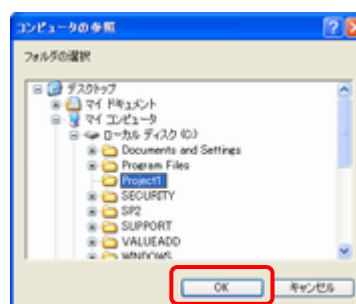 コンピュータの参照
フォルダの選択
デスクトップ
マイ ドキュメント
マイ コンピュータ
ローカル ディスク (C:)
Documents and Settings
Program Files
Project1
SECURITY
SP2
SUPPORT
VALUEADD
WINDOWS
OK
キャンセル